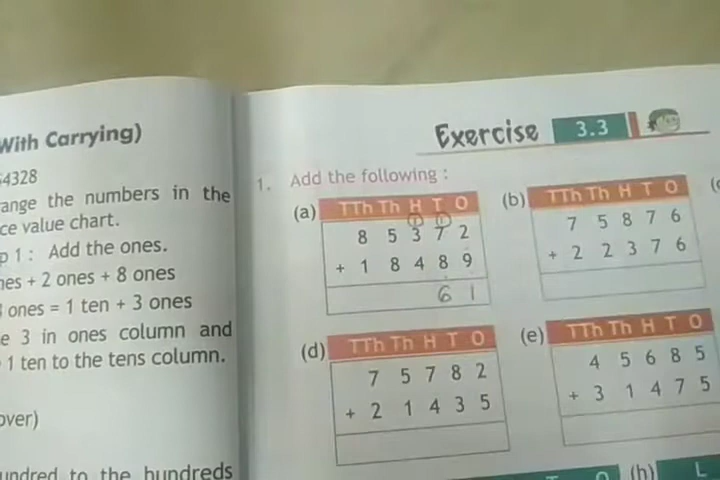 With Carrying)
54328
ange the numbers in the
ce value chart.
p 1 : Add the ones.
nes + 2 ones + 8 ones
ones = 1 ten + 3 ones
e 3 in ones column and
1 ten to the tens column.
over)
undred to the hundreds
Exercise 3.3
1. Add the following :
(a) TTh Th H T O
1 1
8 5 3 7 2
+ 1 8 4 8 9
6 1
(b) TTh Th H T O
7 5 8 7 6
+ 2 2 3 7 6
(d) TTh Th H T O
7 5 7 8 2
+ 2 1 4 3 5
(e) TTh Th H T O
4 5 6 8 5
+ 3 1 4 7 5
(h) L